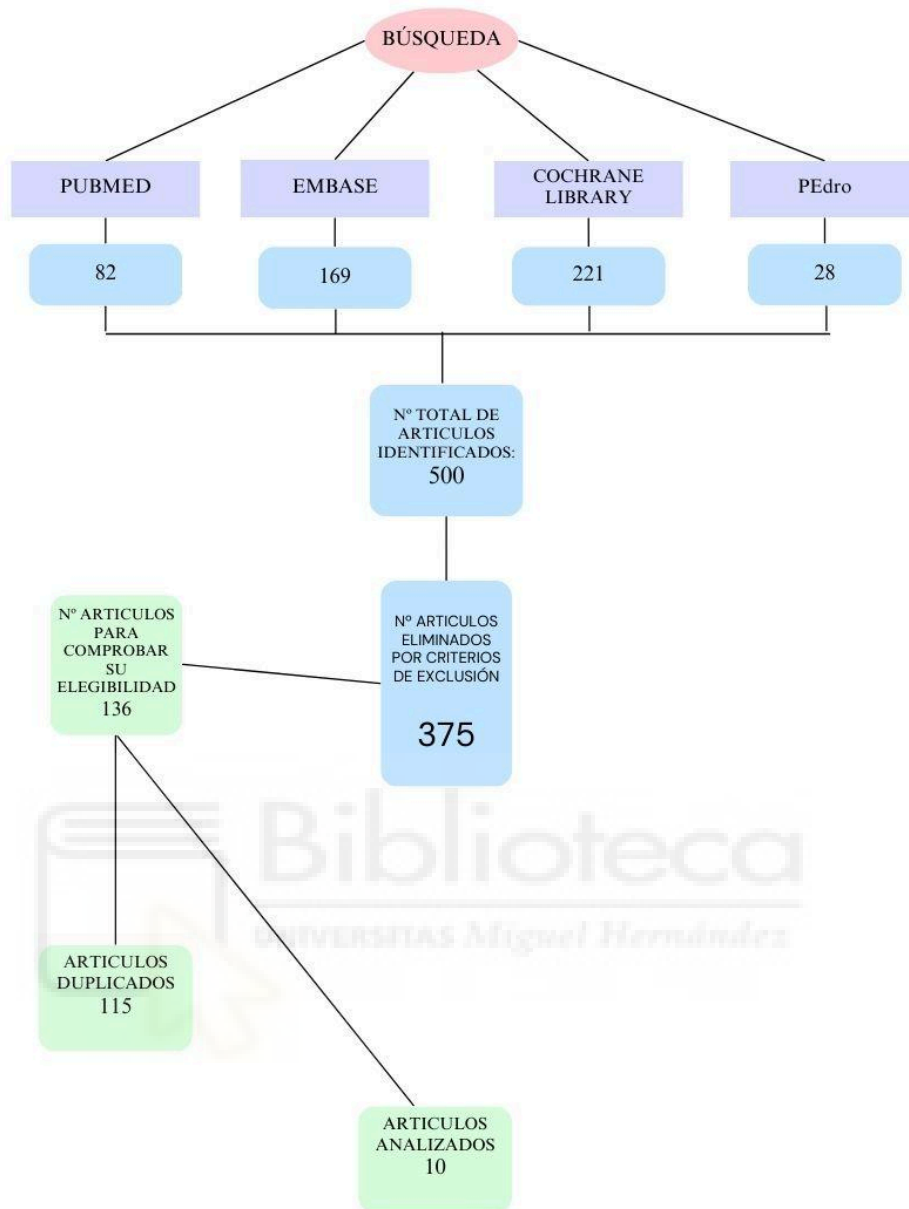 BÚSQUEDA
PUBMED
EMBASE
COCHRANE
LIBRARY
PEdro
82
169
221
28
Nº TOTAL DE
ARTICULOS
IDENTIFICADOS:
500
Nº ARTICULOS
ELIMINADOS
POR CRITERIOS
DE EXCLUSIÓN
375
Nº ARTICULOS
PARA
COMPROBAR
SU
ELEGIBILIDAD
136
Biblioteca
UNIVERSITAS Miguel Hernández
ARTICULOS
DUPLICADOS
115
ARTICULOS
ANALIZADOS
10